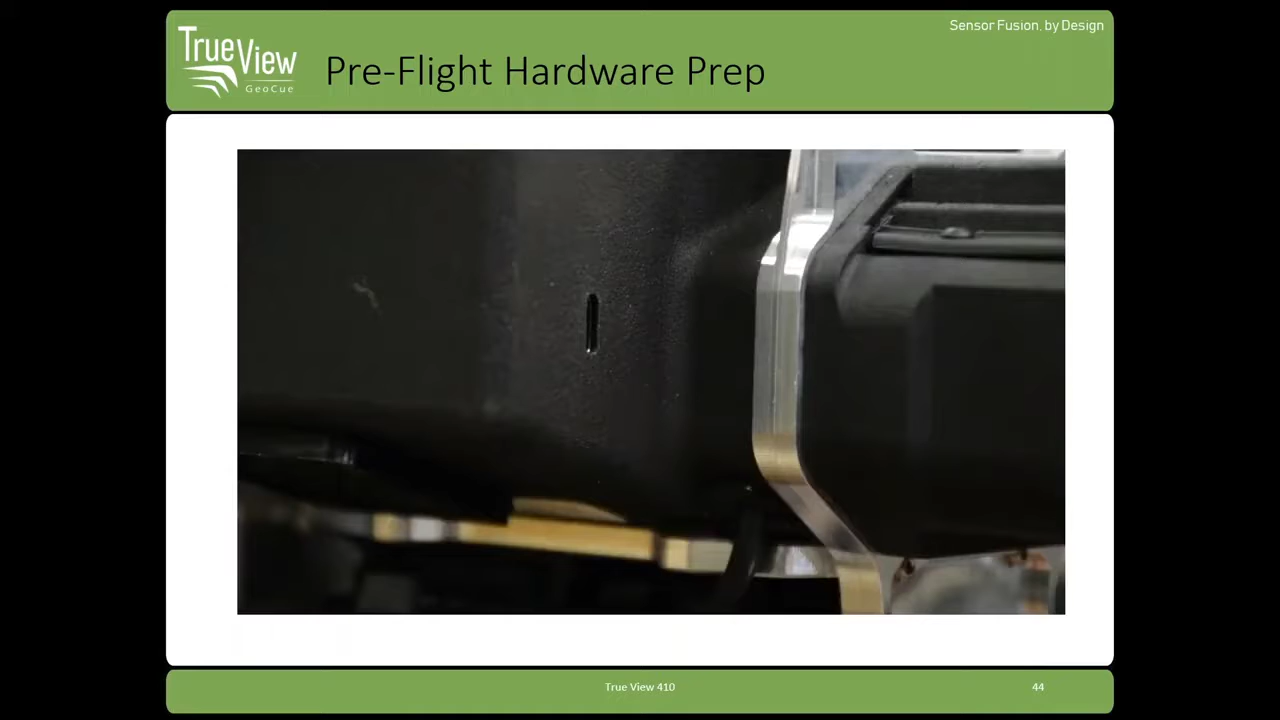 Sensor Fusion, by Design
TrueView
GeoCue
Pre-Flight Hardware Prep
True View 410
44